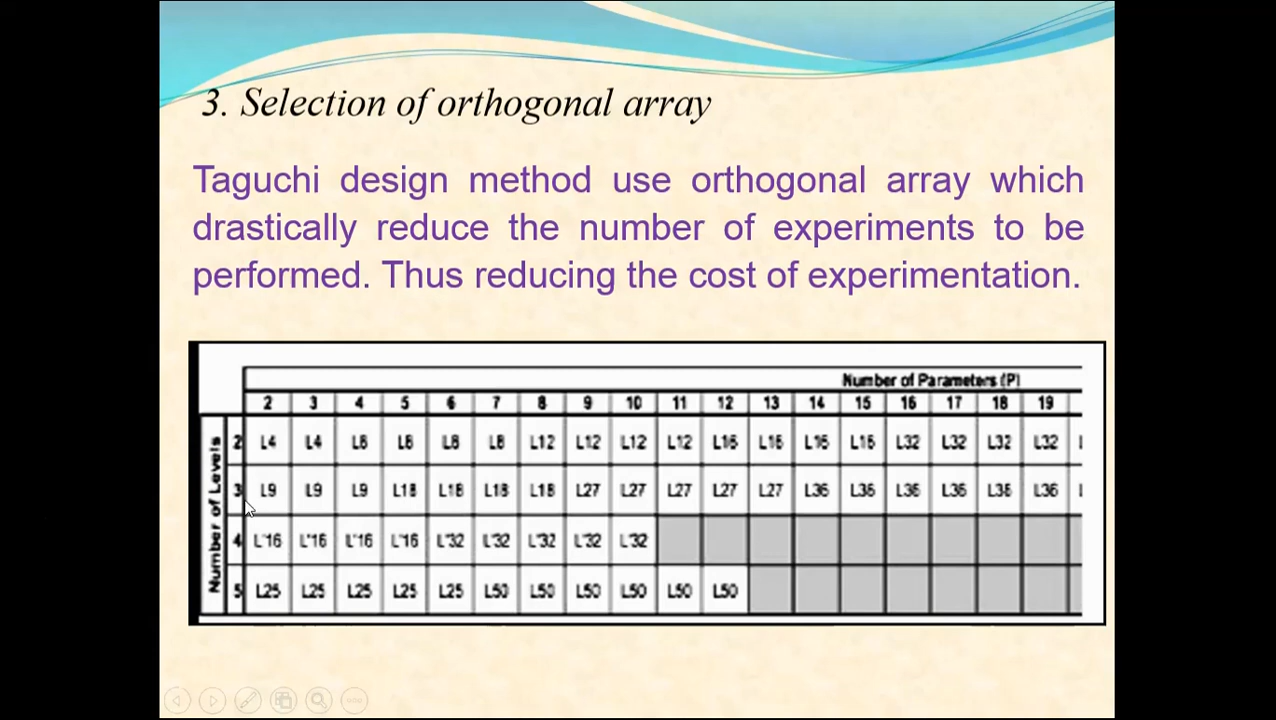 3. Selection of orthogonal array
Taguchi design method use orthogonal array which
drastically reduce the number of experiments to be
performed. Thus reducing the cost of experimentation.
Number of Parameters (P)
2 3 4 5 6 7 8 9 10 11 12 13 14 15 16 17 18 19
Number of Levels
2 L4 L4 L8 L8 L8 L8 L12 L12 L12 L12 L16 L16 L16 L16 L32 L32 L32 L32
3 L9 L9 L9 L18 L18 L18 L18 L27 L27 L27 L27 L27 L36 L36 L36 L36 L36 L36
4 L'16 L'16 L'16 L'16 L'32 L'32 L'32 L'32 L'32
5 L25 L25 L25 L25 L25 L50 L50 L50 L50 L50 L50